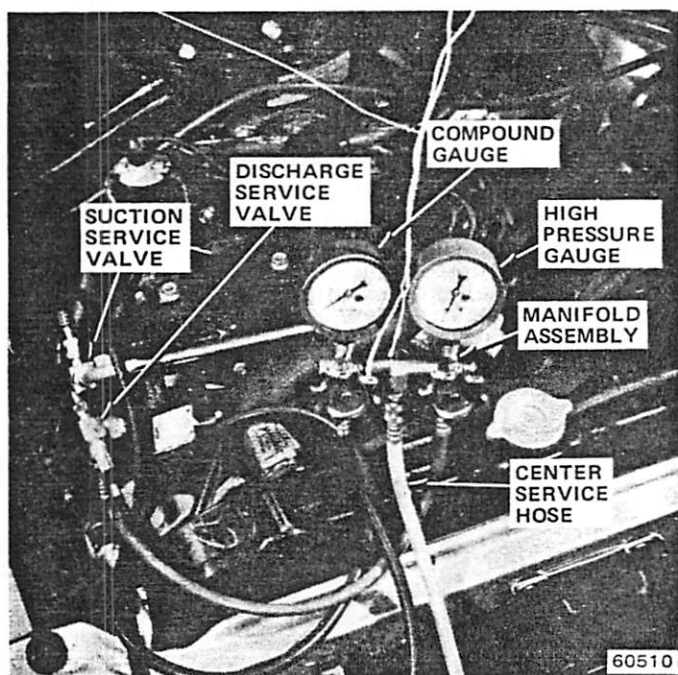 COMPOUND
GAUGE
DISCHARGE
SERVICE
VALVE
SUCTION
SERVICE
VALVE
HIGH
PRESSURE
GAUGE
MANIFOLD
ASSEMBLY
CENTER
SERVICE
HOSE
60510